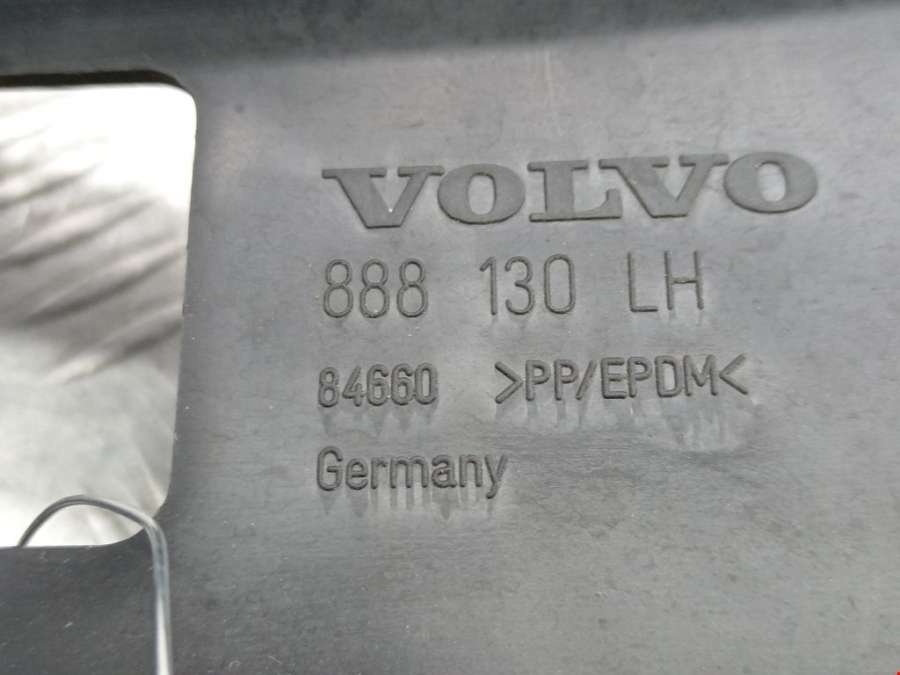 VOLVO
888 130 LH
84660 >PP/EPDM<
Germany